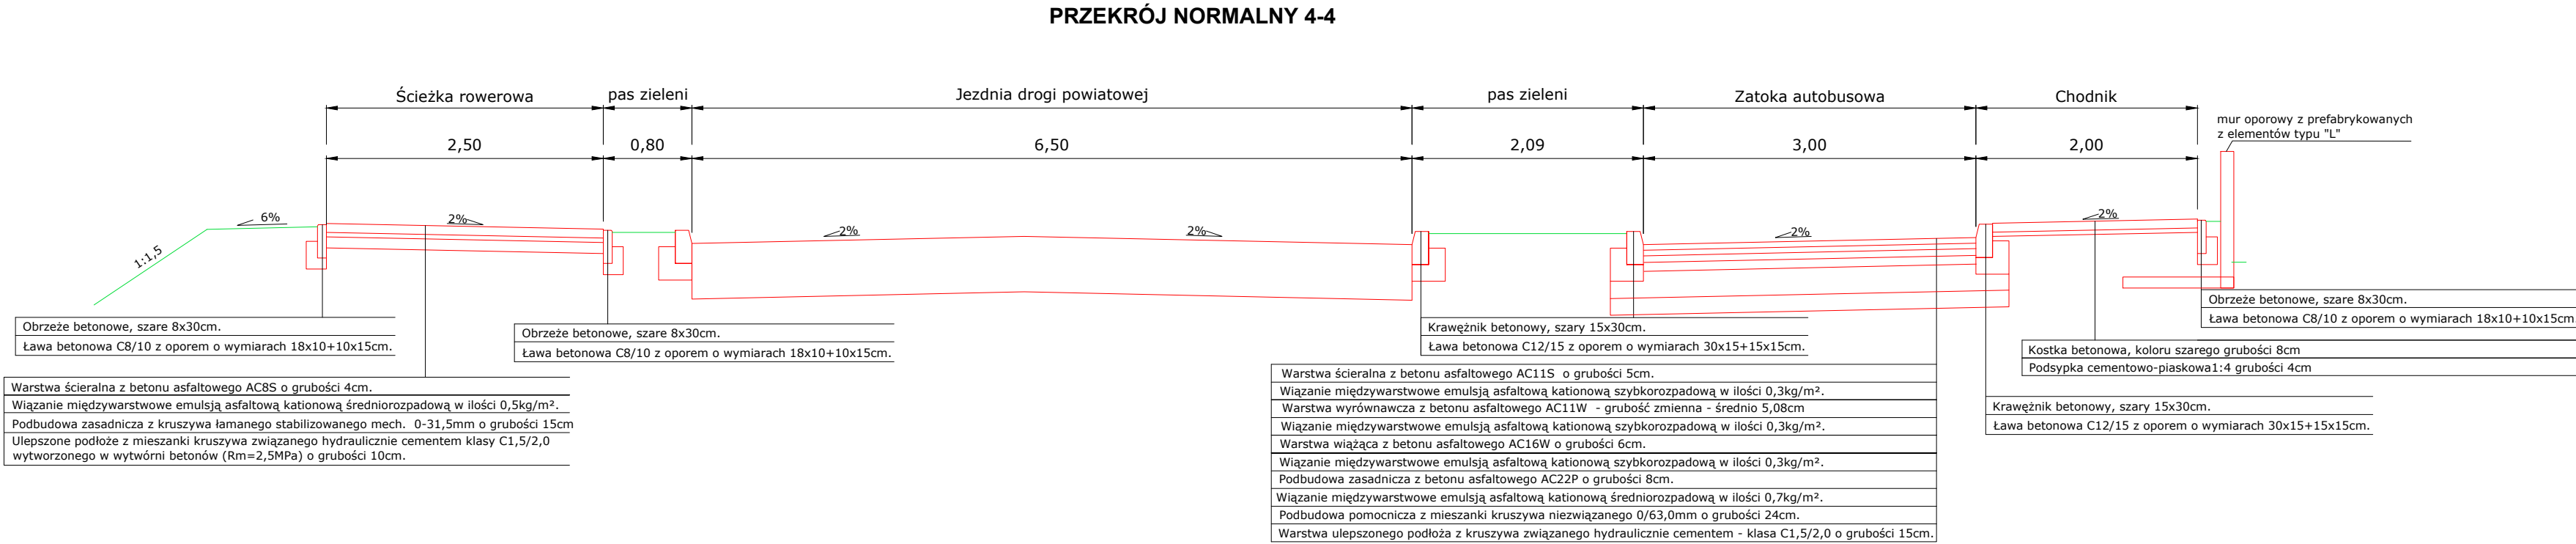 PRZEKRÓJ NORMALNY 4-4
Ścieżka rowerowa
pas zieleni
Jezdnia drogi powiatowej
pas zieleni
Zatoka autobusowa
Chodnik
mur oporowy z prefabrykowanych
z elementów typu "L"
2,50
0,80
6,50
2,09
3,00
2,00
1:1,5
6%
2%
2%
2%
2%
2%
Obrzeże betonowe, szare 8x30cm.
Ława betonowa C8/10 z oporem o wymiarach 18x10+10x15cm.
Warstwa ścieralna z betonu asfaltowego AC8S o grubości 4cm.
Wiązanie międzywarstwowe emulsją asfaltową kationową średniorozpadową w ilości 0,5kg/m².
Podbudowa zasadnicza z kruszywa łamanego stabilizowanego mech. 0-31,5mm o grubości 15cm
Ulepszone podłoże z mieszanki kruszywa związanego hydraulicznie cementem klasy C1,5/2,0
wytworzonego w wytwórni betonów (Rm=2,5MPa) o grubości 10cm.
Obrzeże betonowe, szare 8x30cm.
Ława betonowa C8/10 z oporem o wymiarach 18x10+10x15cm.
Krawężnik betonowy, szary 15x30cm.
Ława betonowa C12/15 z oporem o wymiarach 30x15+15x15cm.
Warstwa ścieralna z betonu asfaltowego AC11S o grubości 5cm.
Wiązanie międzywarstwowe emulsją asfaltową kationową szybkorozpadową w ilości 0,3kg/m².
Warstwa wyrównawcza z betonu asfaltowego AC11W - grubość zmienna - średnio 5,08cm
Wiązanie międzywarstwowe emulsją asfaltową kationową szybkorozpadową w ilości 0,3kg/m².
Warstwa wiążąca z betonu asfaltowego AC16W o grubości 6cm.
Wiązanie międzywarstwowe emulsją asfaltową kationową szybkorozpadową w ilości 0,3kg/m².
Podbudowa zasadnicza z betonu asfaltowego AC22P o grubości 8cm.
Wiązanie międzywarstwowe emulsją asfaltową kationową średniorozpadową w ilości 0,7kg/m².
Podbudowa pomocnicza z mieszanki kruszywa niezwiązanego 0/63,0mm o grubości 24cm.
Warstwa ulepszonego podłoża z kruszywa związanego hydraulicznie cementem - klasa C1,5/2,0 o grubości 15cm.
Obrzeże betonowe, szare 8x30cm.
Ława betonowa C8/10 z oporem o wymiarach 18x10+10x15cm.
Kostka betonowa, koloru szarego grubości 8cm
Podsypka cementowo-piaskowa1:4 grubości 4cm
Krawężnik betonowy, szary 15x30cm.
Ława betonowa C12/15 z oporem o wymiarach 30x15+15x15cm.